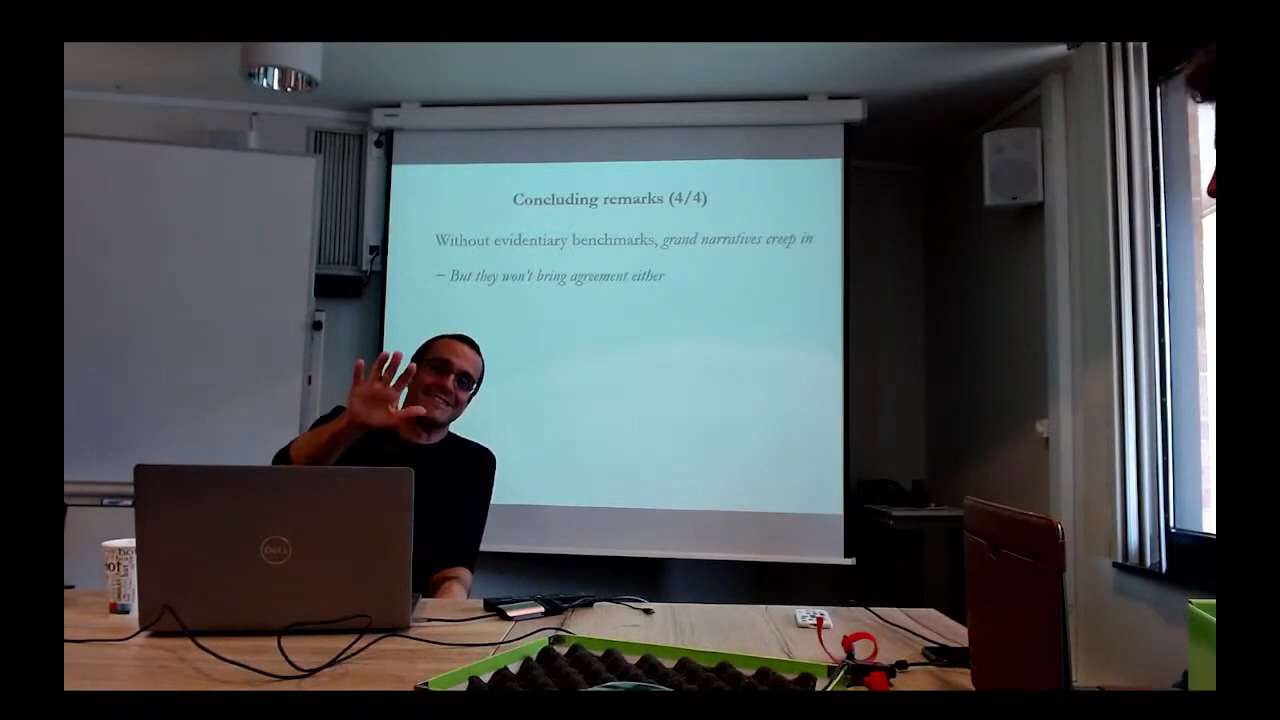 Concluding remarks (4/4)
Without evidentiary benchmarks, grand narratives creep in
– But they won't bring agreement either
DELL